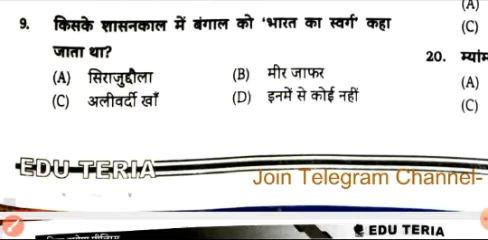 9. किसके शासनकाल में बंगाल को 'भारत का स्वर्ग' कहा
जाता था?
(A) सिराजुद्दौला (B) मीर जाफर
(C) अलीवर्दी खाँ (D) इनमें से कोई नहीं
(A)
(C)
20.
(A)
(C)
EDU TERIA
Join Telegram Channel-
EDU TERIA